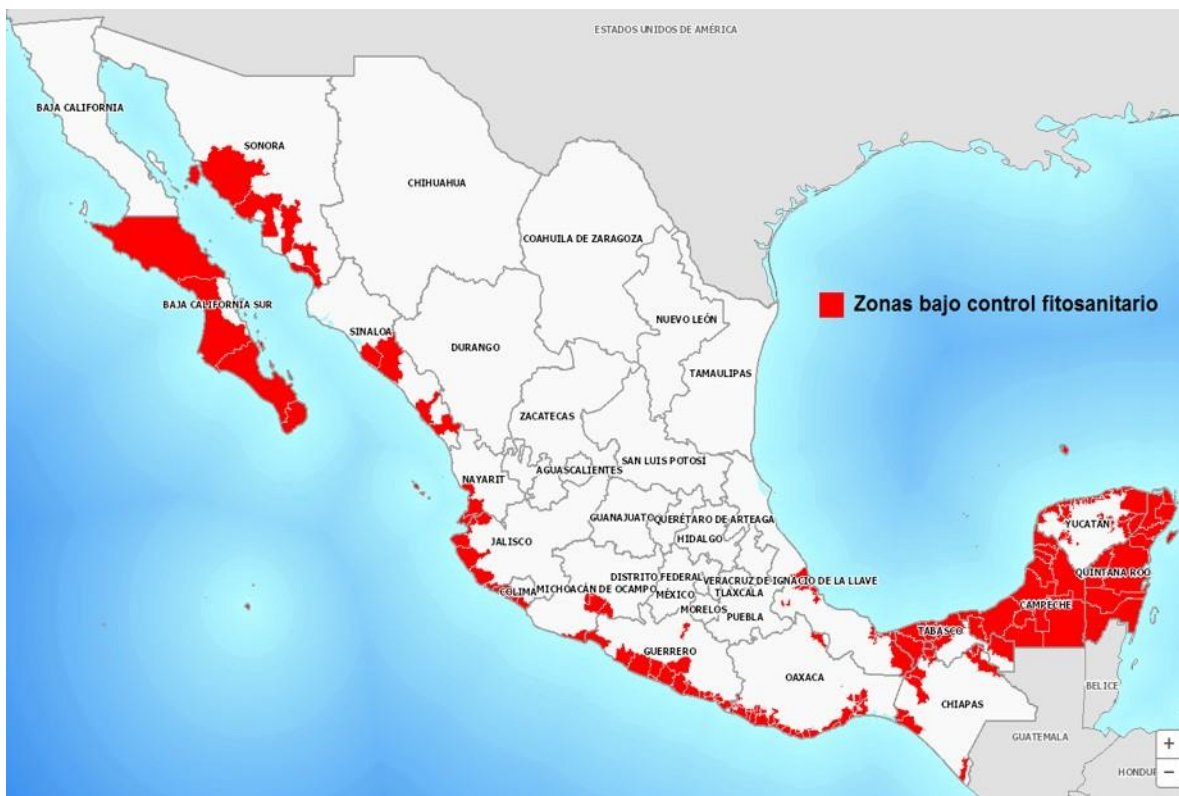 ESTADOS UNIDOS DE AMÉRICA
BAJA CALIFORNIA
SONORA
CHIHUAHUA
COAHUILA DE ZARAGOZA
BAJA CALIFORNIA SUR
Zonas bajo control fitosanitario
NUEVO LEÓN
SINALOA
DURANGO
TAMAULIPAS
ZACATECAS
SAN LUIS POTOSÍ
AGUASCALIENTES
NAYARIT
GUANAJUATO
QUERÉTARO DE ARTEAGA
YUCATÁN
JALISCO
HIDALGO
QUINTANA ROO
DISTRITO FEDERAL
VERACRUZ DE IGNACIO DE LA LLAVE
COLIMA
MICHOACÁN DE OCAMPO
MÉXICO
TLAXCALA
CAMPECHE
MORELOS
PUEBLA
TABASCO
GUERRERO
OAXACA
BELICE
CHIAPAS
GUATEMALA
+
HONDUR
−